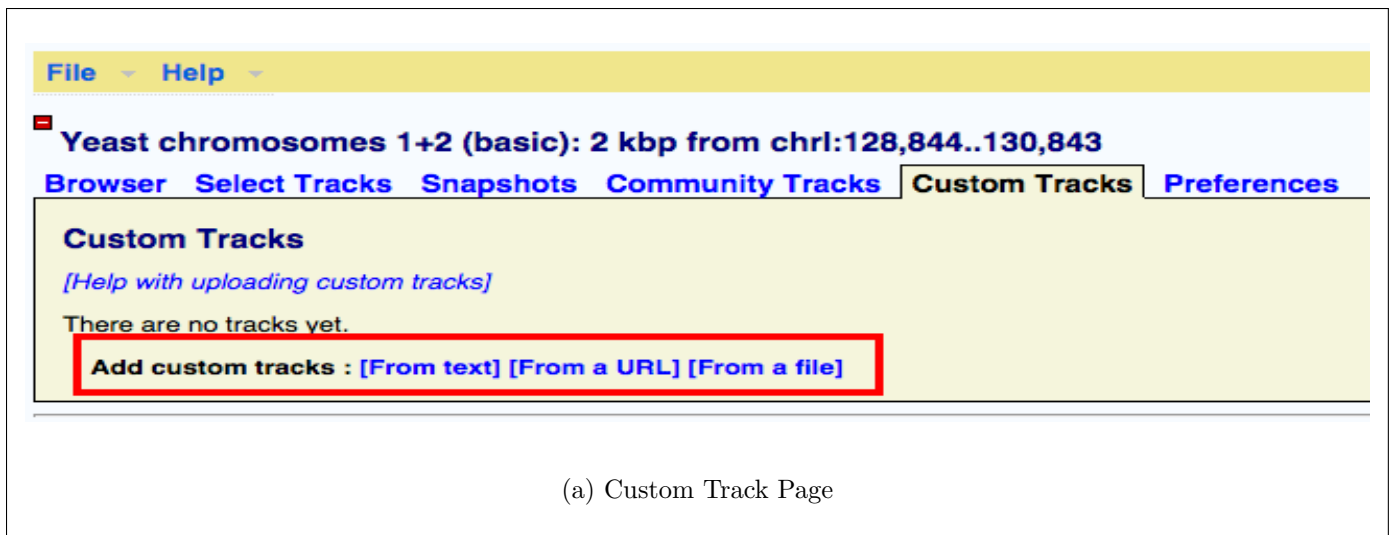 File Help
Yeast chromosomes 1+2 (basic): 2 kbp from chrI:128,844..130,843
Browser Select Tracks Snapshots Community Tracks Custom Tracks Preferences
Custom Tracks
[Help with uploading custom tracks]
There are no tracks yet.
Add custom tracks : [From text] [From a URL] [From a file]
(a) Custom Track Page